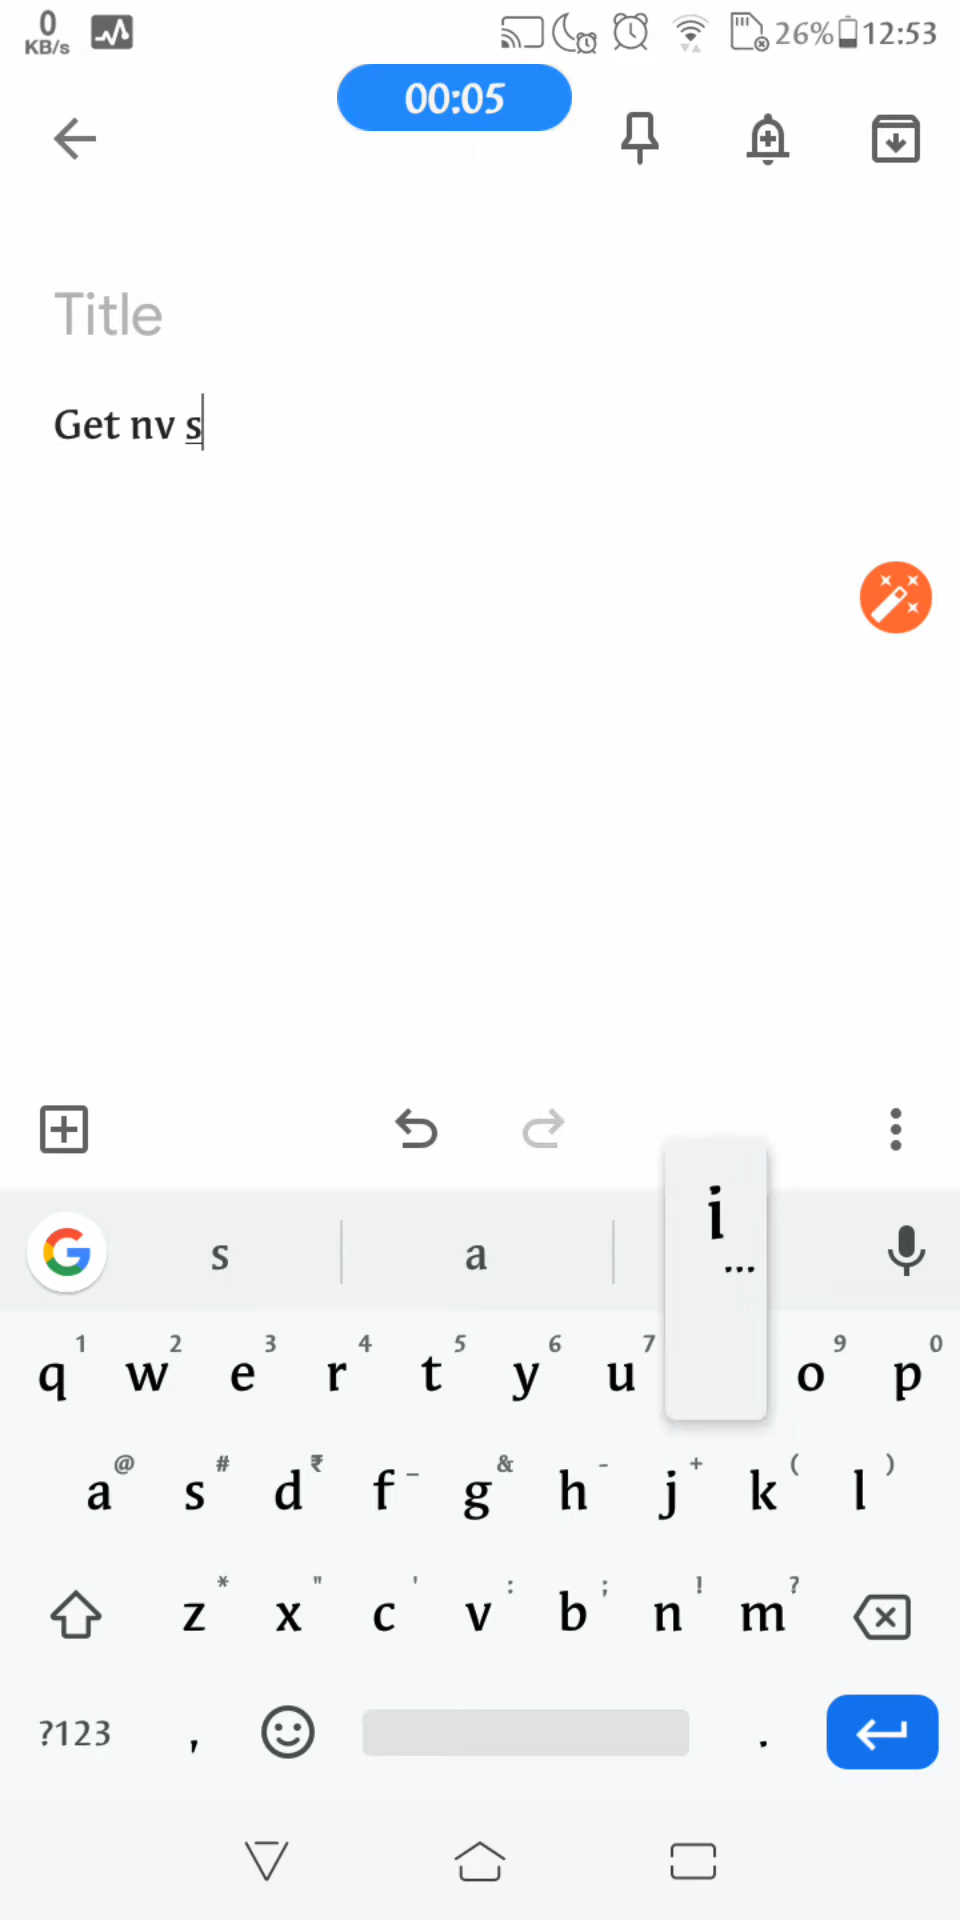 0
KB/s
26%
12:53
00:05
Title
Get nv s
i
...
s
a
1 2 3 4 5 6 7 9 0
q w e r t y u o p
@ # ₹ _ & - + ( )
a s d f g h j k l
* " ' : ; ! ?
z x c v b n m
?123 , .